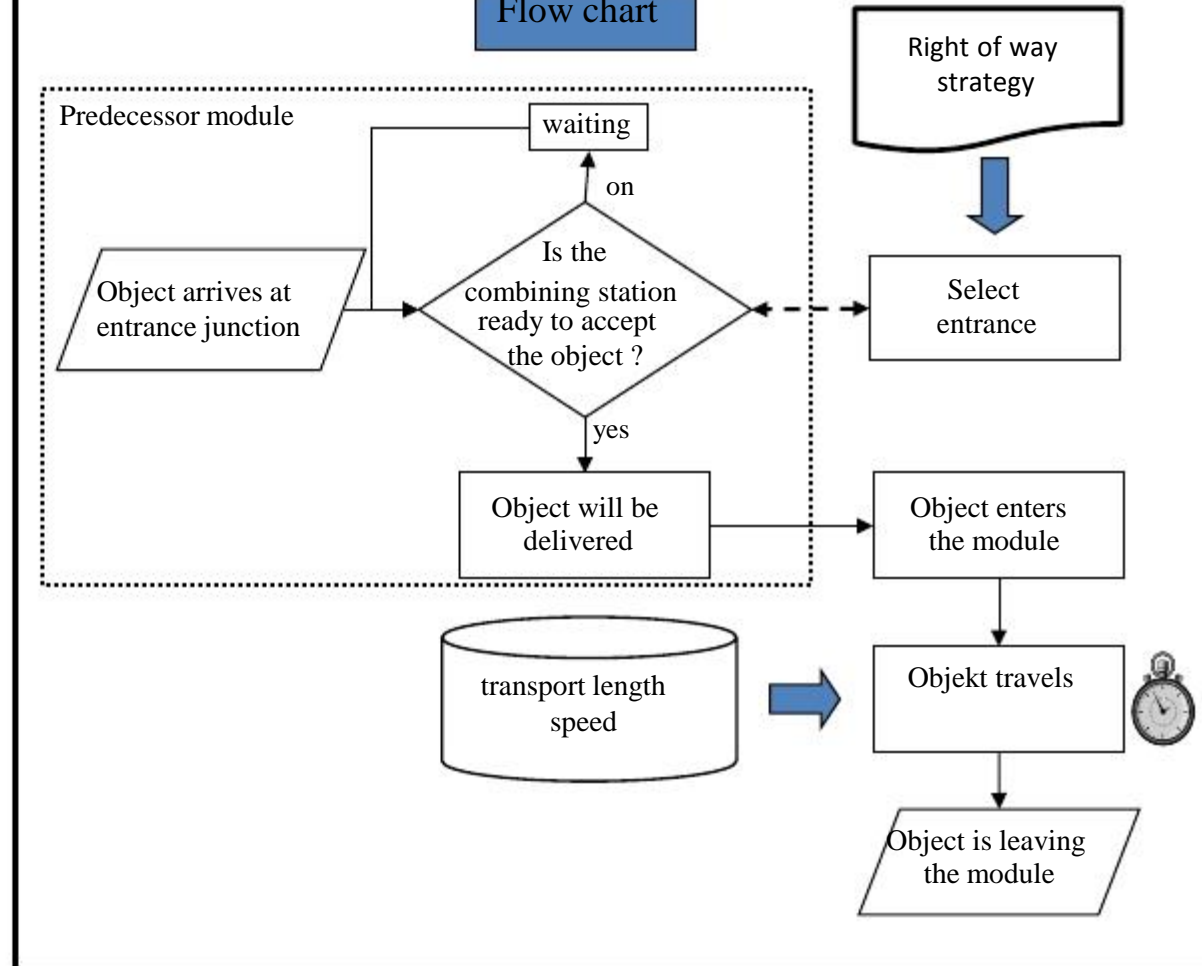 Flow chart
Right of way
strategy
Predecessor module
waiting
on
Object arrives at
entrance junction
Is the
combining station
ready to accept
the object ?
Select
entrance
yes
Object will be
delivered
Object enters
the module
transport length
speed
Objekt travels
Object is leaving
the module